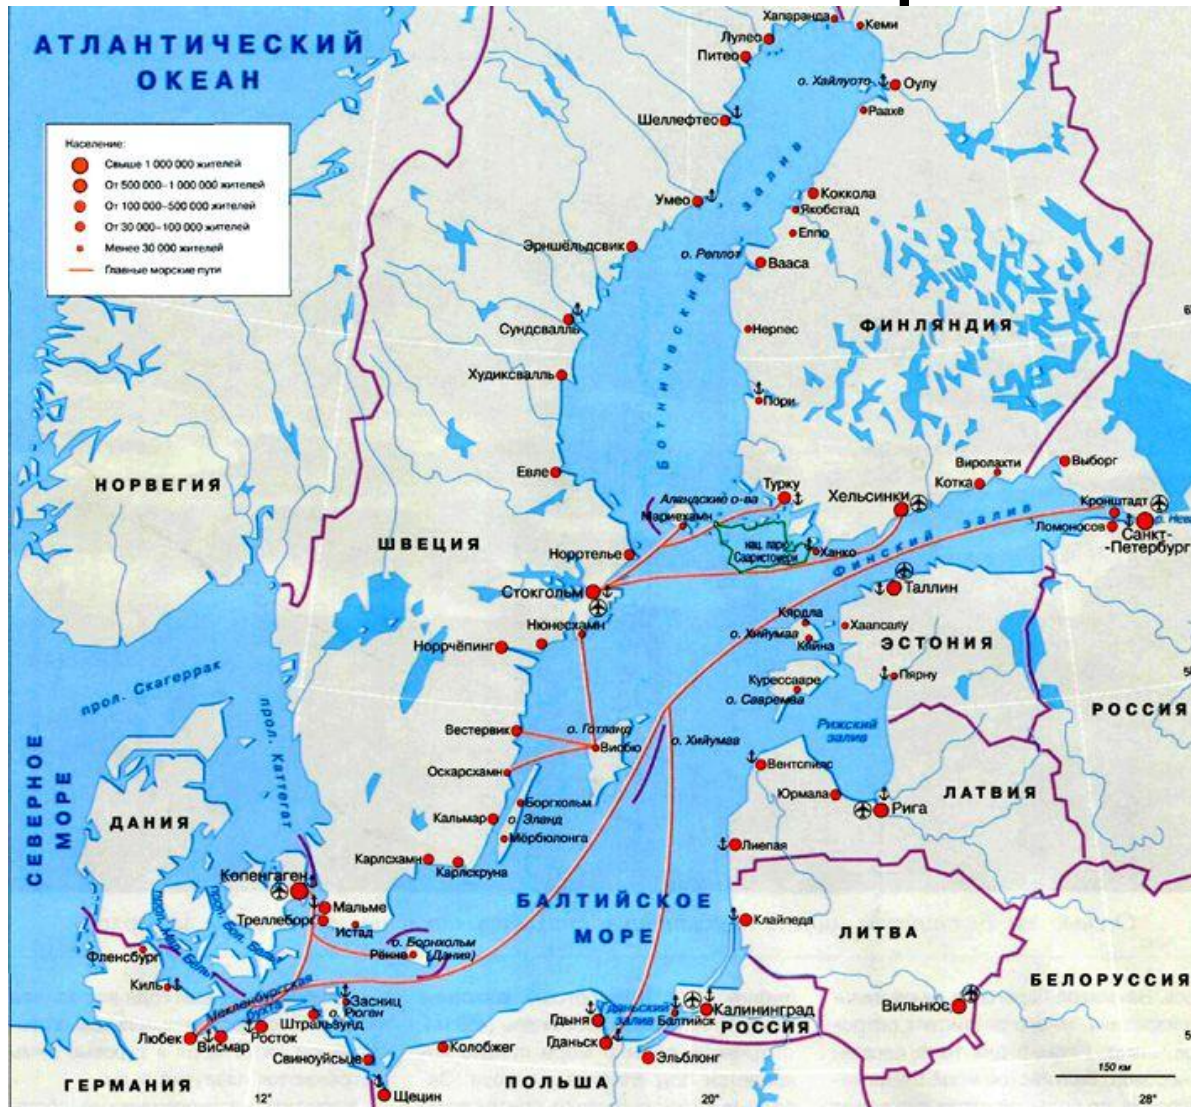 АТЛАНТИЧЕСКИЙ
ОКЕАН
Население:
Свыше 1 000 000 жителей
От 500 000–1 000 000 жителей
От 100 000–500 000 жителей
От 30 000–100 000 жителей
Менее 30 000 жителей
Главные морские пути
Хапаранда
Кеми
Лулео
Питео
о. Хайлуото
Оулу
Раахе
Шеллефтео
Умео
Коккола
Якобстад
Еппо
Эрншёльдсвик
о. Реплот
Вааса
Ботнический залив
Сундсвалль
Нерпес
ФИНЛЯНДИЯ
Худиксвалль
Пори
Евле
НОРВЕГИЯ
ШВЕЦИЯ
Виролахти
Выборг
Котка
Аландские о-ва
Турку
Хельсинки
Кронштадт
Мариехамн
Ломоносов
р. Нева
Санкт-
-Петербург
нац. парк
Финский залив
Ханко
Норртелье
Стокгольм
Таллин
Нюнесхамн
Норрчёпинг
Кярдла
о. Хийумаа
Кяйна
Хаапсалу
ЭСТОНИЯ
Курессааре
о. Сааремаа
Пярну
прол. Скагеррак
прол. Каттегат
СЕВЕРНОЕ
МОРЕ
РОССИЯ
Рижский
залив
Вестервик
о. Готланд
Висбю
о. Хийумаа
Вентспилс
Оскарсхамн
Юрмала
Рига
ЛАТВИЯ
Боргхольм
о. Эланд
Кальмар
Мёрбюлонга
ДАНИЯ
Лиепая
Карлсхамн
Карлскруна
Копенгаген
Мальме
Треллеборг
Истад
БАЛТИЙСКОЕ
МОРЕ
Клайпеда
ЛИТВА
о. Борнхольм
(Дания)
Рённе
Фленсбург
Киль
Мекленбургская
бухта
Засниц
о. Рюген
Штральзунд
Любек
Висмар
Росток
Свиноуйсьце
Колобжег
Гдыня
Гданьский
залив
Гданьск
Балтийск
Калининград
РОССИЯ
Эльблонг
Вильнюс
БЕЛОРУССИЯ
ГЕРМАНИЯ
ПОЛЬША
Щецин
150 км
12°
20°
28°